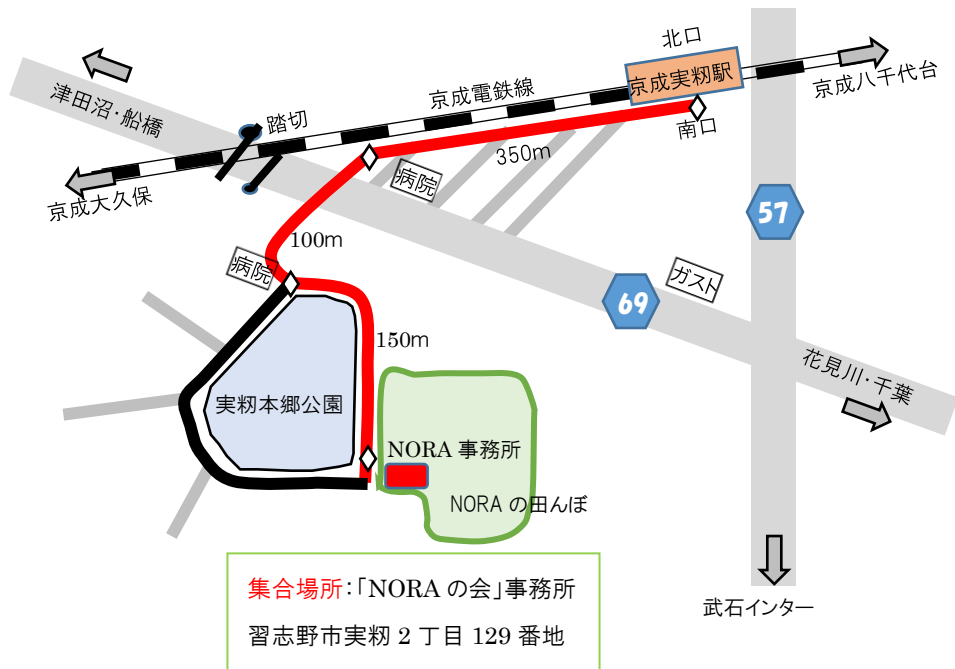 北口
京成実籾駅
京成八千代台
京成電鉄線
津田沼・船橋
踏切
南口
350m
病院
京成大久保
57
100m
病院
ガスト
69
150m
花見川・千葉
実籾本郷公園
NORA 事務所
NORA の田んぼ
集合場所:「NORA の会」事務所
習志野市実籾 2 丁目 129 番地
武石インター